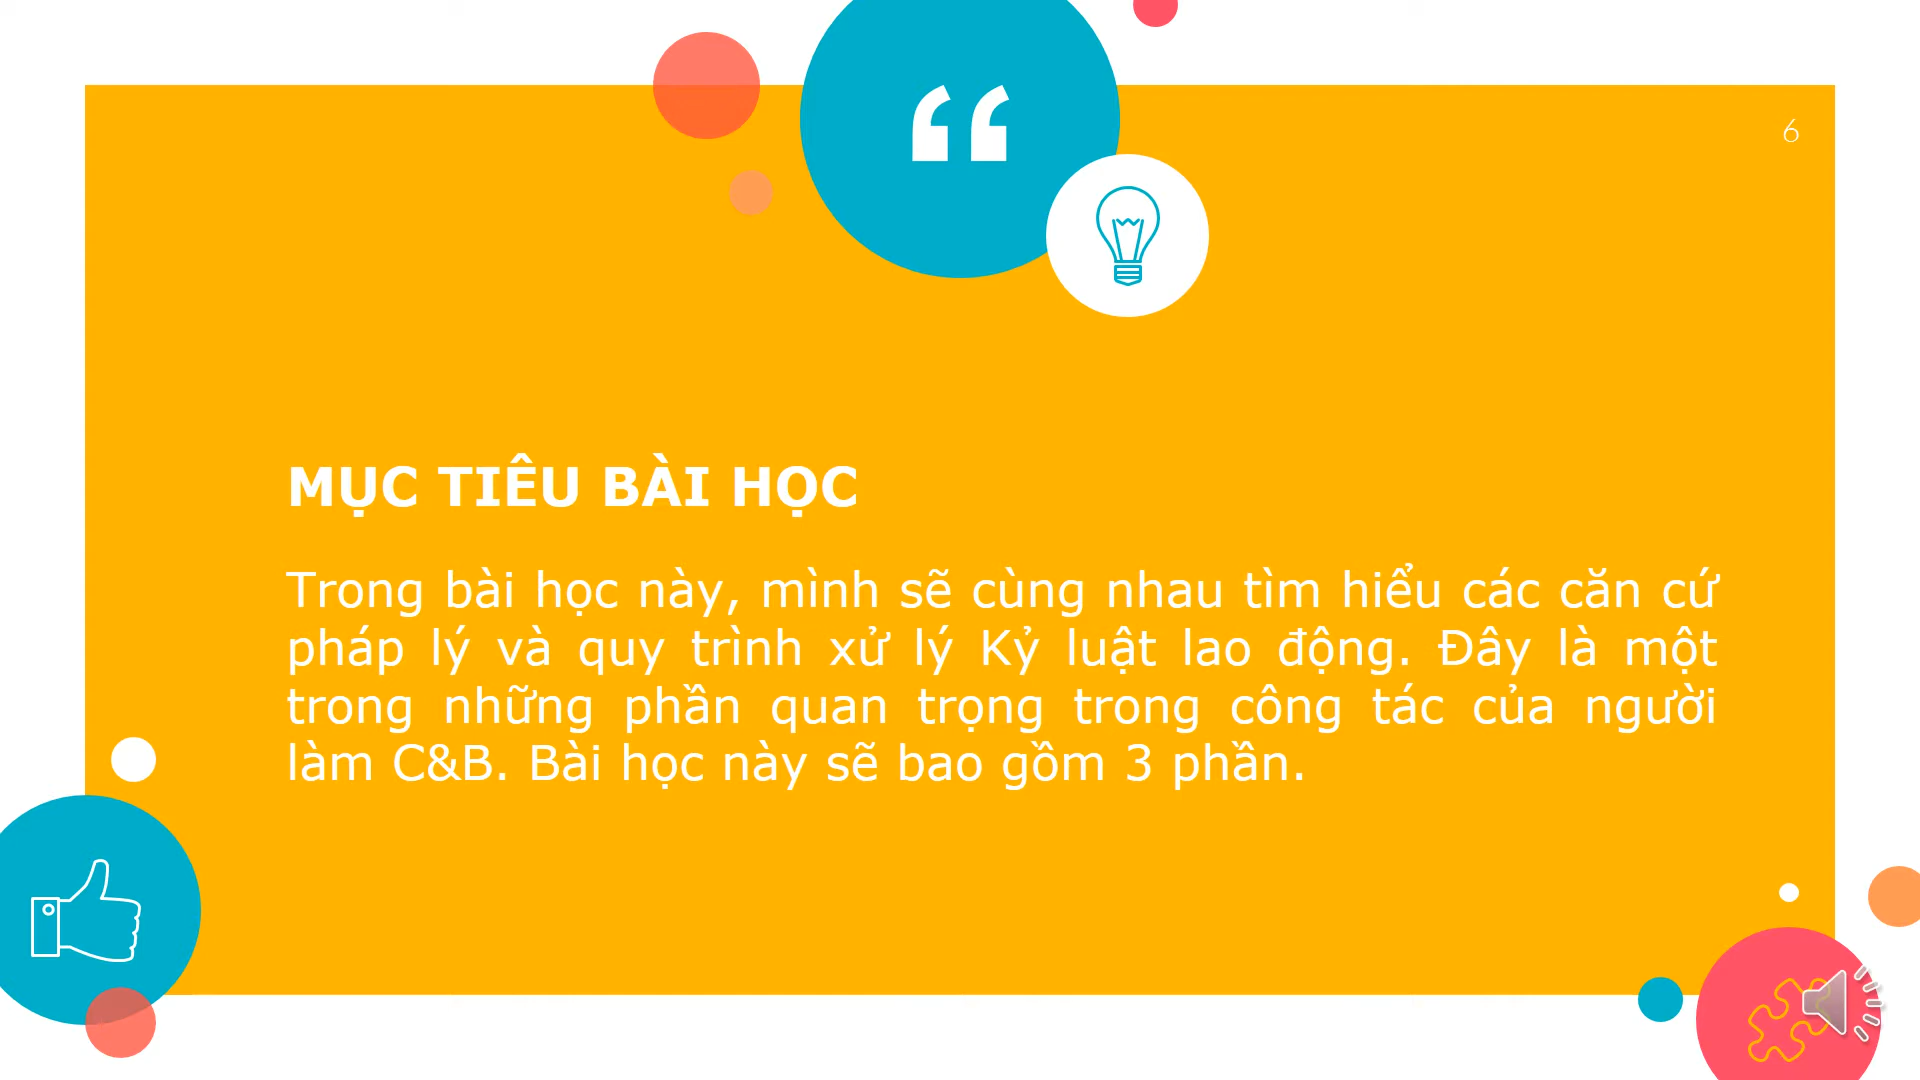 “
6
MỤC TIÊU BÀI HỌC
Trong bài học này, mình sẽ cùng nhau tìm hiểu các căn cứ
pháp lý và quy trình xử lý Kỷ luật lao động. Đây là một
trong những phần quan trọng trong công tác của người
làm C&B. Bài học này sẽ bao gồm 3 phần.